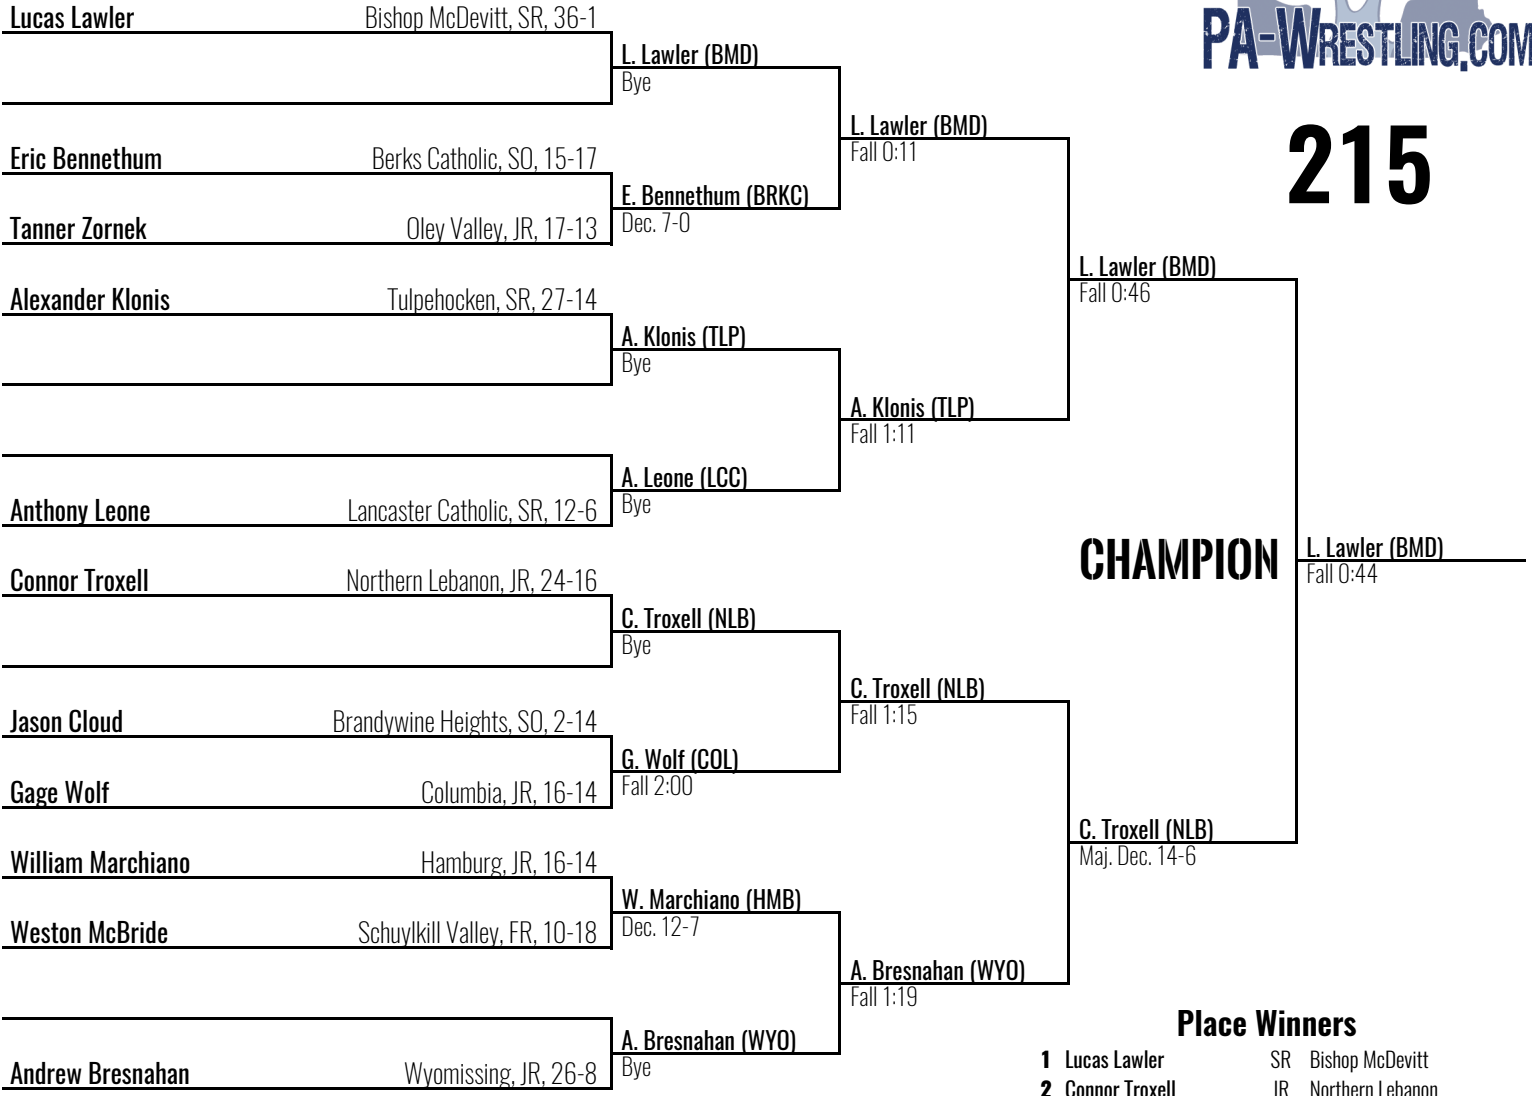 Lucas Lawler Bishop McDevitt, SR, 36-1
L. Lawler (BMD)
Bye
PA-WRESTLING.COM
L. Lawler (BMD)
Fall 0:11
215
Eric Bennethum Berks Catholic, SO, 15-17
E. Bennethum (BRKC)
Dec. 7-0
Tanner Zornek Oley Valley, JR, 17-13
L. Lawler (BMD)
Fall 0:46
Alexander Klonis Tulpehocken, SR, 27-14
A. Klonis (TLP)
Bye
A. Klonis (TLP)
Fall 1:11
A. Leone (LCC)
Bye
Anthony Leone Lancaster Catholic, SR, 12-6
CHAMPION
L. Lawler (BMD)
Fall 0:44
Connor Troxell Northern Lebanon, JR, 24-16
C. Troxell (NLB)
Bye
C. Troxell (NLB)
Fall 1:15
Jason Cloud Brandywine Heights, SO, 2-14
G. Wolf (COL)
Fall 2:00
Gage Wolf Columbia, JR, 16-14
C. Troxell (NLB)
Maj. Dec. 14-6
William Marchiano Hamburg, JR, 16-14
W. Marchiano (HMB)
Dec. 12-7
Weston McBride Schuylkill Valley, FR, 10-18
A. Bresnahan (WYO)
Fall 1:19
A. Bresnahan (WYO)
Bye
Andrew Bresnahan Wyomissing, JR, 26-8
Place Winners
1 Lucas Lawler SR Bishop McDevitt
2 Connor Troxell JR Northern Lebanon